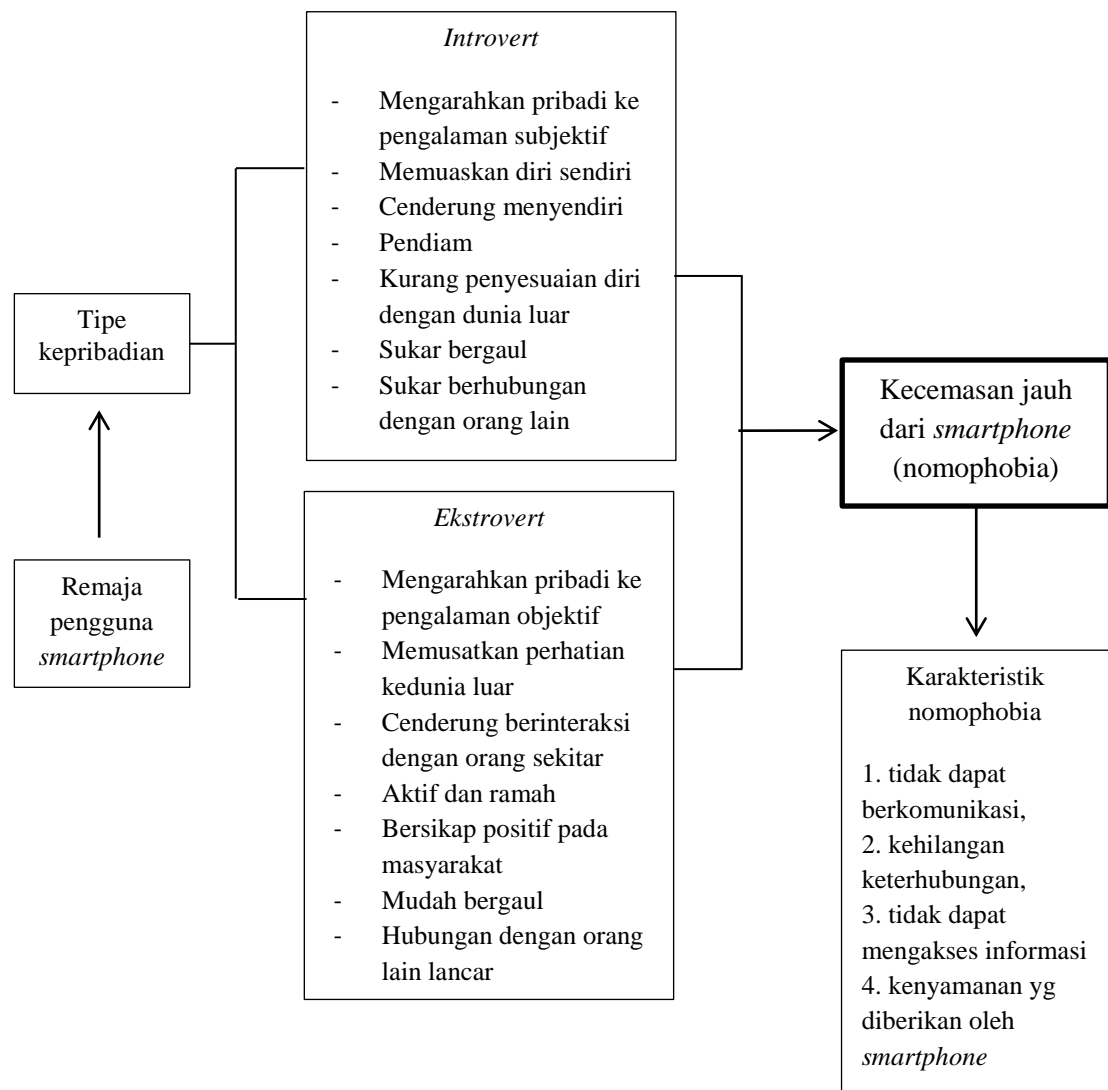 Introvert
- Mengarahkan pribadi ke
pengalaman subjektif
- Memuaskan diri sendiri
- Cenderung menyendiri
- Pendiam
- Kurang penyesuaian diri
dengan dunia luar
- Sukar bergaul
- Sukar berhubungan
dengan orang lain
Tipe
kepribadian
Remaja
pengguna
smartphone
Ekstrovert
- Mengarahkan pribadi ke
pengalaman objektif
- Memusatkan perhatian
kedunia luar
- Cenderung berinteraksi
dengan orang sekitar
- Aktif dan ramah
- Bersikap positif pada
masyarakat
- Mudah bergaul
- Hubungan dengan orang
lain lancar
Kecemasan jauh
dari smartphone
(nomophobia)
Karakteristik
nomophobia
1. tidak dapat
berkomunikasi,
2. kehilangan
keterhubungan,
3. tidak dapat
mengakses informasi
4. kenyamanan yg
diberikan oleh
smartphone